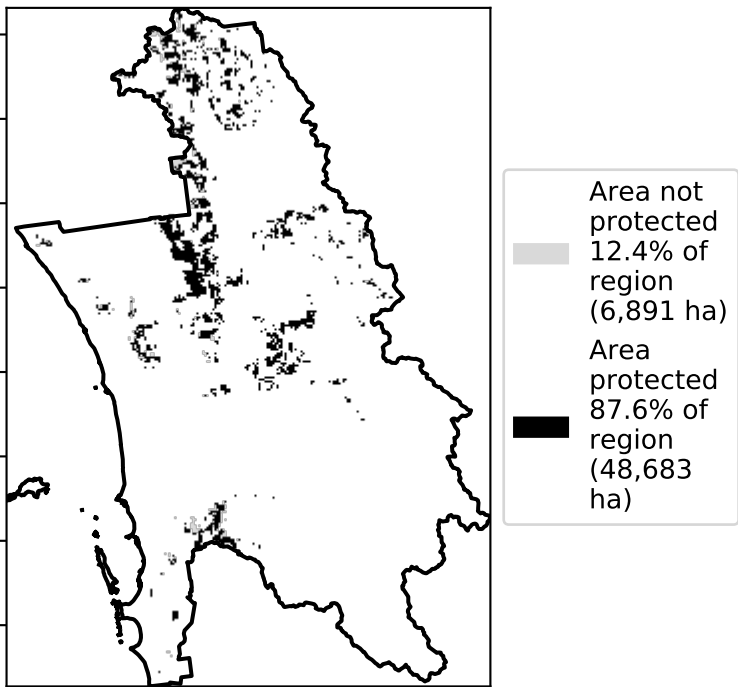 Area not
protected
12.4% of
region
(6,891 ha)
Area
protected
87.6% of
region
(48,683
ha)